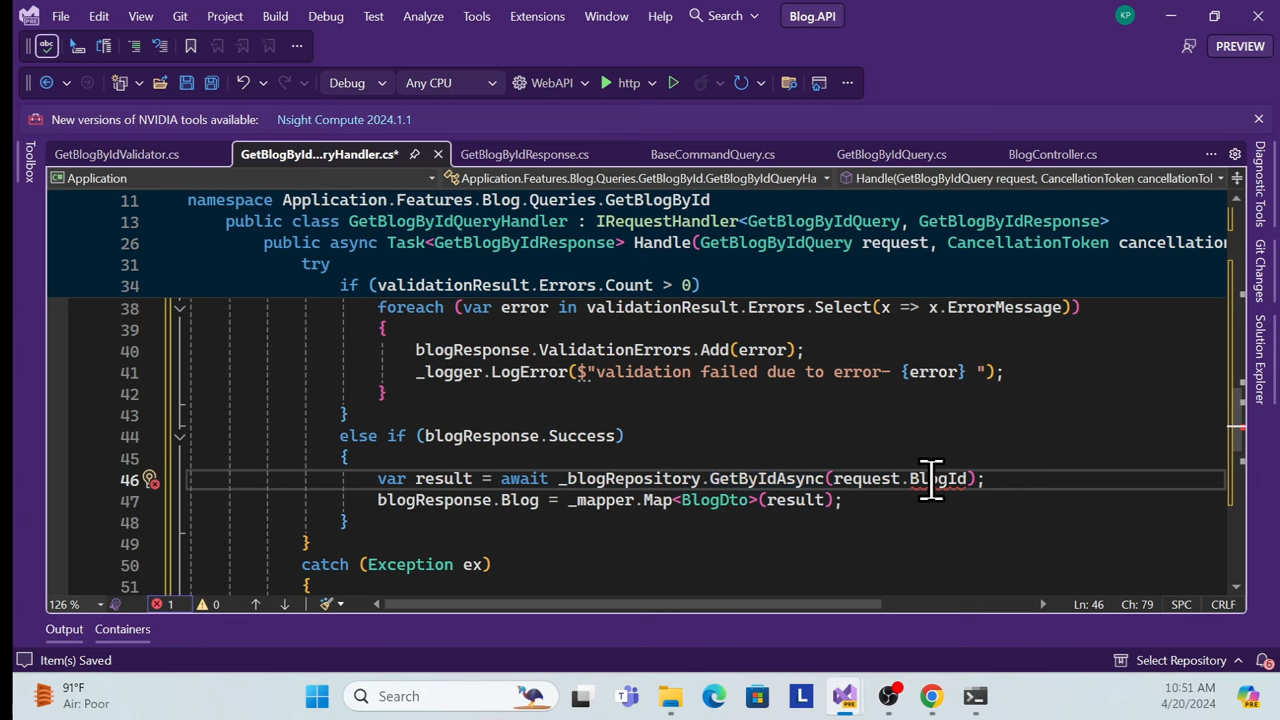 File Edit View Git Project Build Debug Test Analyze Tools Extensions Window Help Search Blog.API KP
abc PREVIEW
Debug Any CPU WebAPI http
New versions of NVIDIA tools available: Nsight Compute 2024.1.1
Toolbox
GetBlogByIdValidator.cs GetBlogById...ryHandler.cs* GetBlogByIdResponse.cs BaseCommandQuery.cs GetBlogByIdQuery.cs BlogController.cs
Application Application.Features.Blog.Queries.GetBlogById.GetBlogByIdQueryHa Handle(GetBlogByIdQuery request, CancellationToken cancellationTol
11 namespace Application.Features.Blog.Queries.GetBlogById
13 public class GetBlogByIdQueryHandler : IRequestHandler<GetBlogByIdQuery, GetBlogByIdResponse>
26 public async Task<GetBlogByIdResponse> Handle(GetBlogByIdQuery request, CancellationToken cancellation
31 try
34 if (validationResult.Errors.Count > 0)
38 foreach (var error in validationResult.Errors.Select(x => x.ErrorMessage))
39 {
40 blogResponse.ValidationErrors.Add(error);
41 _logger.LogError($"validation failed due to error- {error} ");
42 }
43 }
44 else if (blogResponse.Success)
45 {
46 var result = await _blogRepository.GetByIdAsync(request.BlogId);
47 blogResponse.Blog = _mapper.Map<BlogDto>(result);
48 }
49 }
50 catch (Exception ex)
51 {
Diagnostic Tools
Git Changes
Solution Explorer
126 % 1 0 Ln: 46 Ch: 79 SPC CRLF
Output Containers
Item(s) Saved Select Repository 6
91°F
Air: Poor
Search
PRE
L
10:51 AM
4/20/2024
PRE